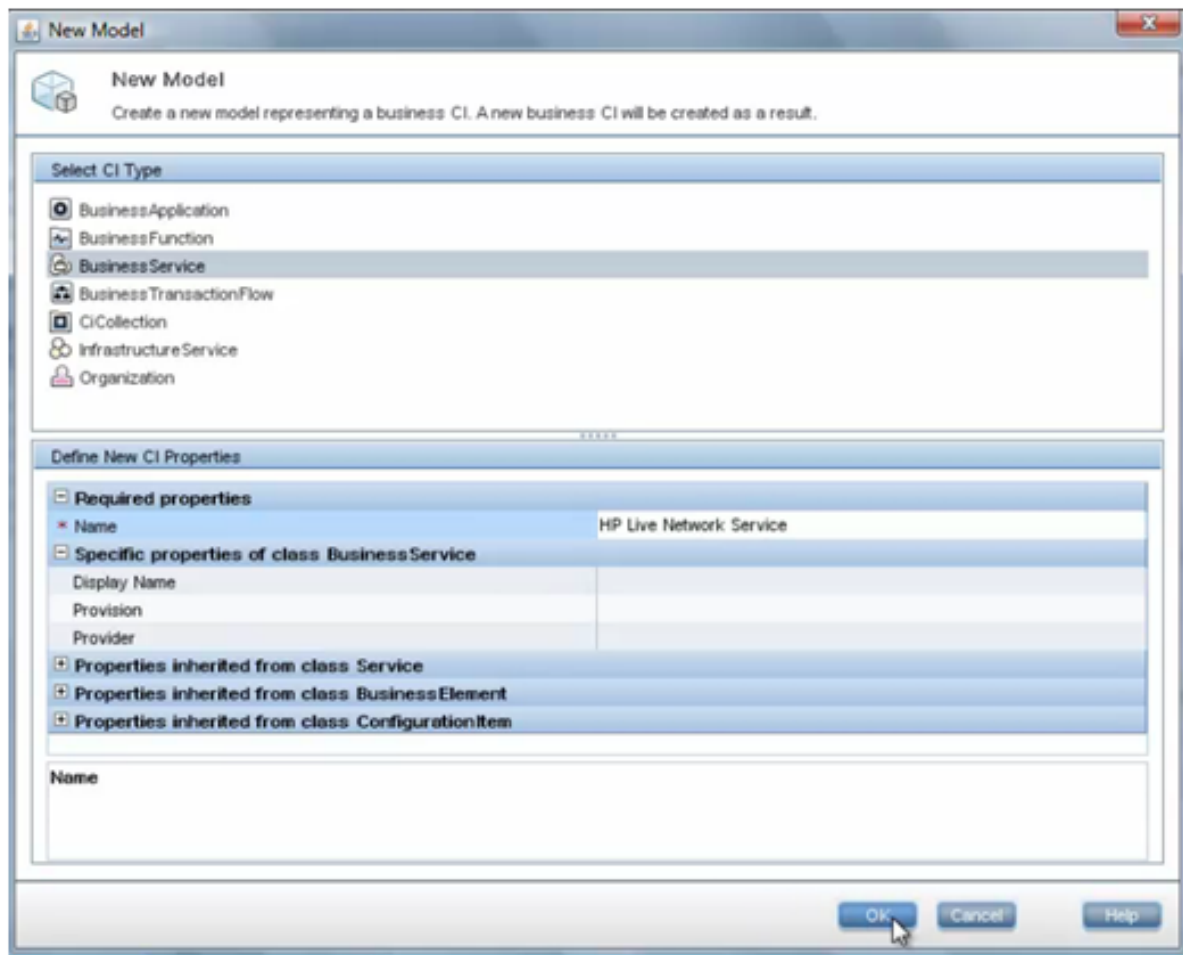 New Model
New Model
Create a new model representing a business CI. A new business CI will be created as a result.
Select CI Type
BusinessApplication
BusinessFunction
BusinessService
BusinessTransactionFlow
CiCollection
InfrastructureService
Organization
Define New CI Properties
Required properties
* Name HP Live Network Service
Specific properties of class BusinessService
Display Name
Provision
Provider
Properties inherited from class Service
Properties inherited from class BusinessElement
Properties inherited from class ConfigurationItem
Name
OK Cancel Help